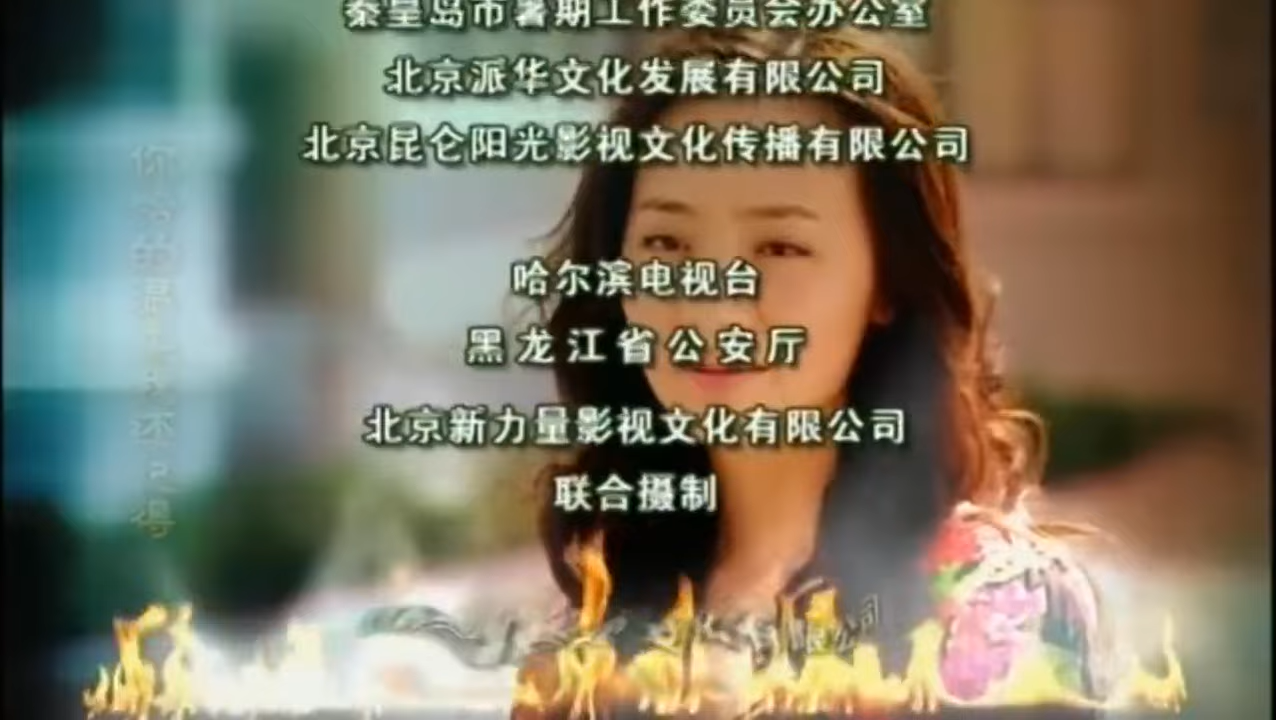 秦皇岛市暑期工作委员会办公室
北京派华文化发展有限公司
北京昆仑阳光影视文化传播有限公司
哈尔滨电视台
黑龙江省公安厅
北京新力量影视文化有限公司
联合摄制
限公司